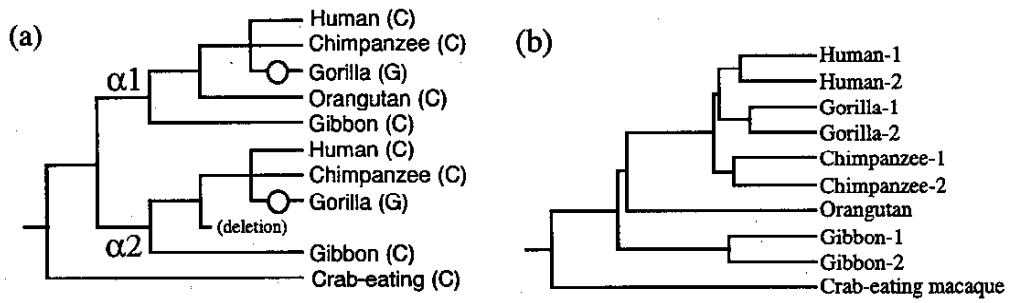 (a)
Human (C)
Chimpanzee (C)
Gorilla (G)
α1
Orangutan (C)
Gibbon (C)
Human (C)
Chimpanzee (C)
Gorilla (G)
(deletion)
α2
Gibbon (C)
Crab-eating (C)
(b)
Human-1
Human-2
Gorilla-1
Gorilla-2
Chimpanzee-1
Chimpanzee-2
Orangutan
Gibbon-1
Gibbon-2
Crab-eating macaque